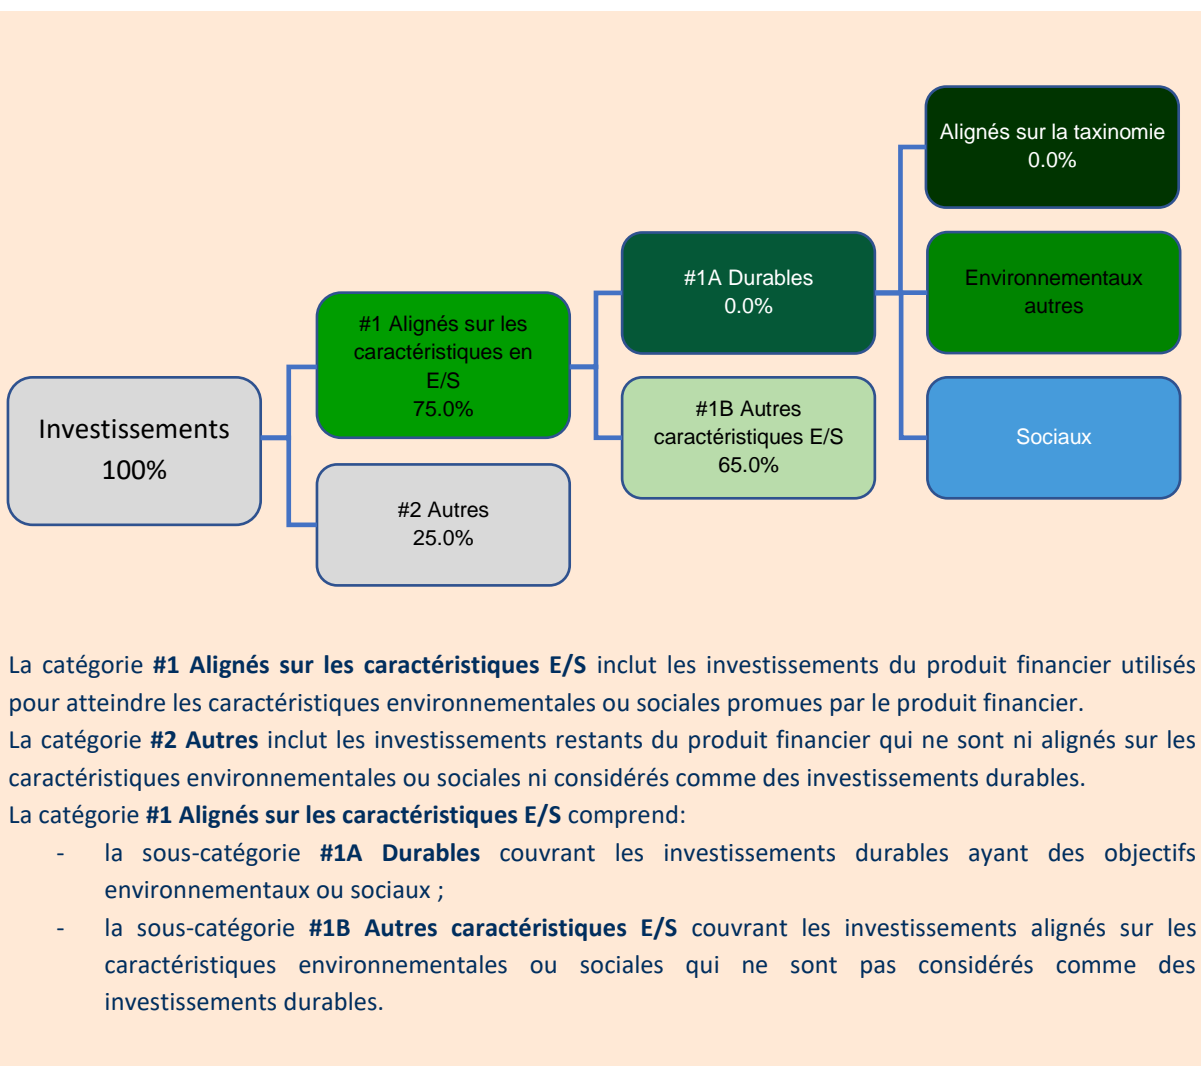 Alignés sur la taxinomie
0.0%
#1A Durables
0.0%
Environnementaux
autres
#1 Alignés sur les
caractéristiques en
E/S
75.0%
Investissements
100%
#1B Autres
caractéristiques E/S
65.0%
Sociaux
#2 Autres
25.0%
La catégorie #1 Alignés sur les caractéristiques E/S inclut les investissements du produit financier utilisés
pour atteindre les caractéristiques environnementales ou sociales promues par le produit financier.
La catégorie #2 Autres inclut les investissements restants du produit financier qui ne sont ni alignés sur les
caractéristiques environnementales ou sociales ni considérés comme des investissements durables.
La catégorie #1 Alignés sur les caractéristiques E/S comprend:
- la sous-catégorie #1A Durables couvrant les investissements durables ayant des objectifs
environnementaux ou sociaux ;
- la sous-catégorie #1B Autres caractéristiques E/S couvrant les investissements alignés sur les
caractéristiques environnementales ou sociales qui ne sont pas considérés comme des
investissements durables.